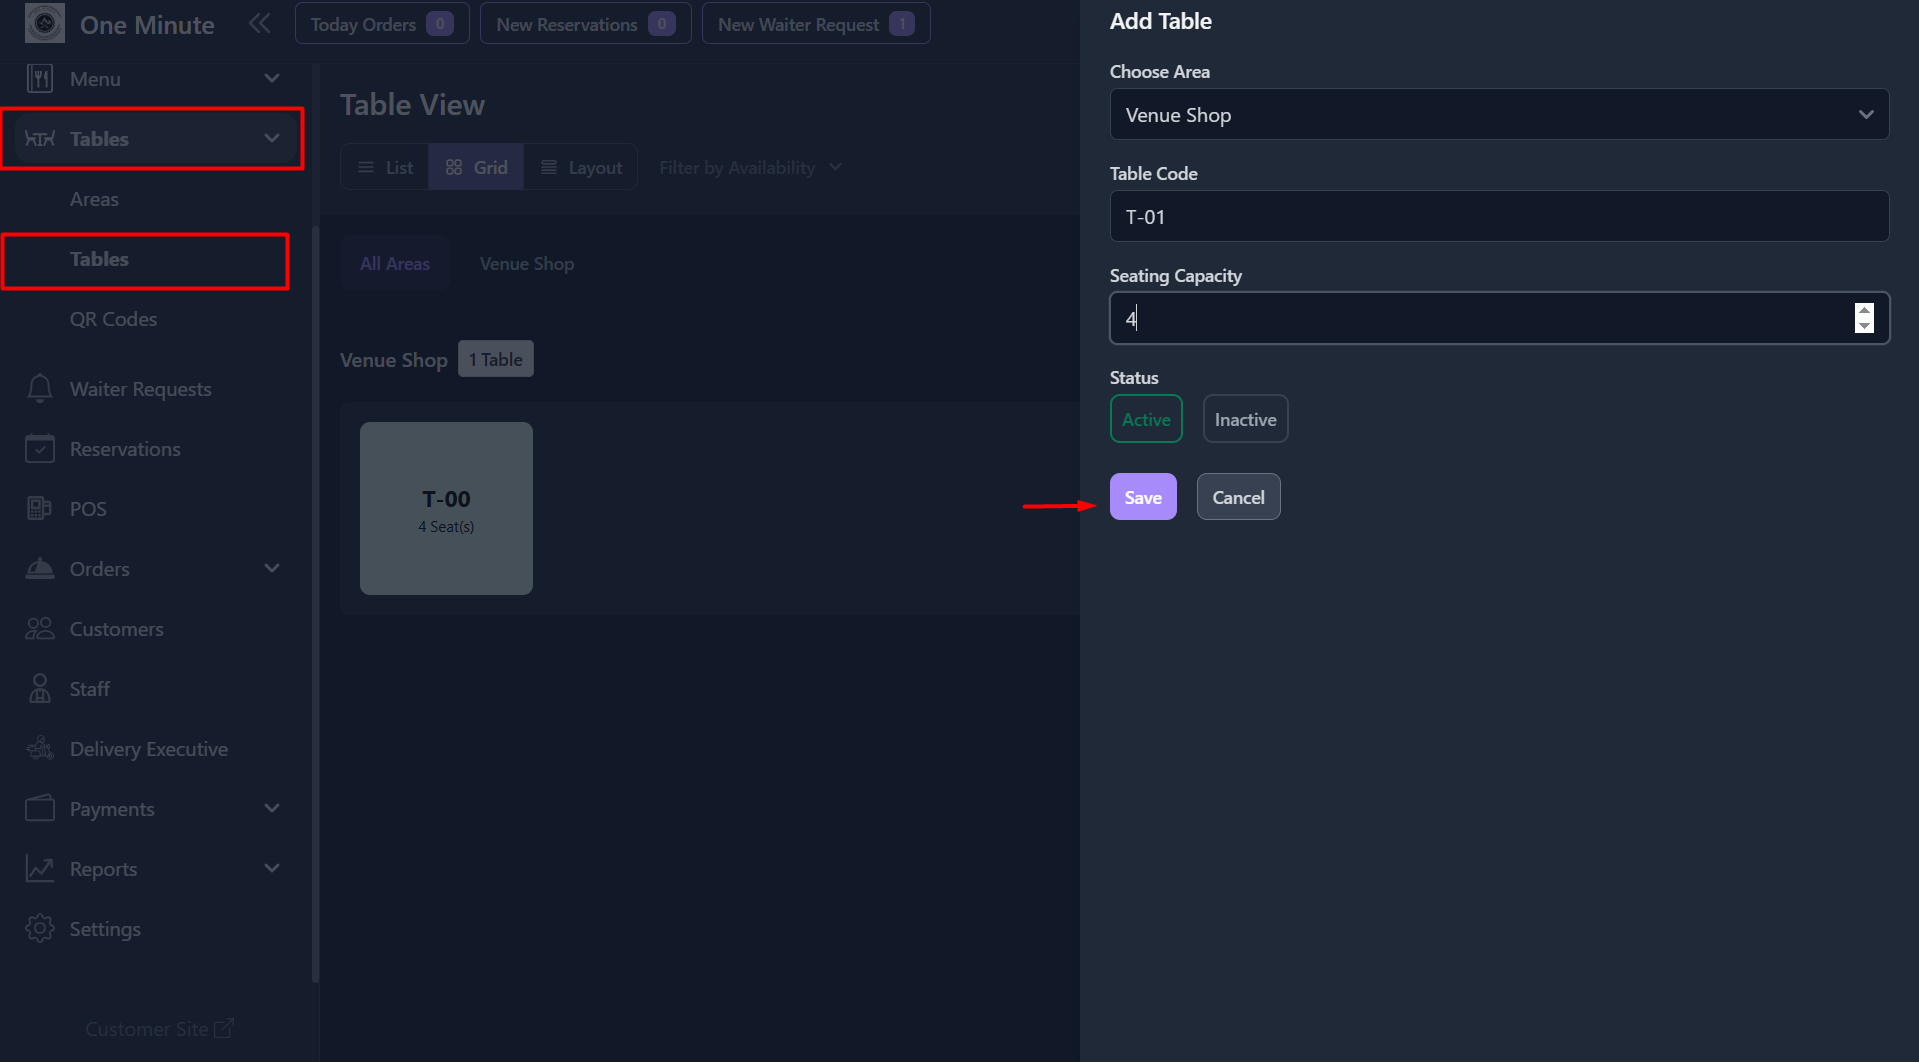 One Minute
Today Orders 0
New Reservations 0
New Waiter Request 1
Menu
Tables
Areas
Tables
QR Codes
Waiter Requests
Reservations
POS
Orders
Customers
Staff
Delivery Executive
Payments
Reports
Settings
Customer Site
Table View
List
Grid
Layout
Filter by Availability
All Areas
Venue Shop
Venue Shop 1 Table
T-00
4 Seat(s)
Add Table
Choose Area
Venue Shop
Table Code
T-01
Seating Capacity
4
Status
Active
Inactive
Save
Cancel